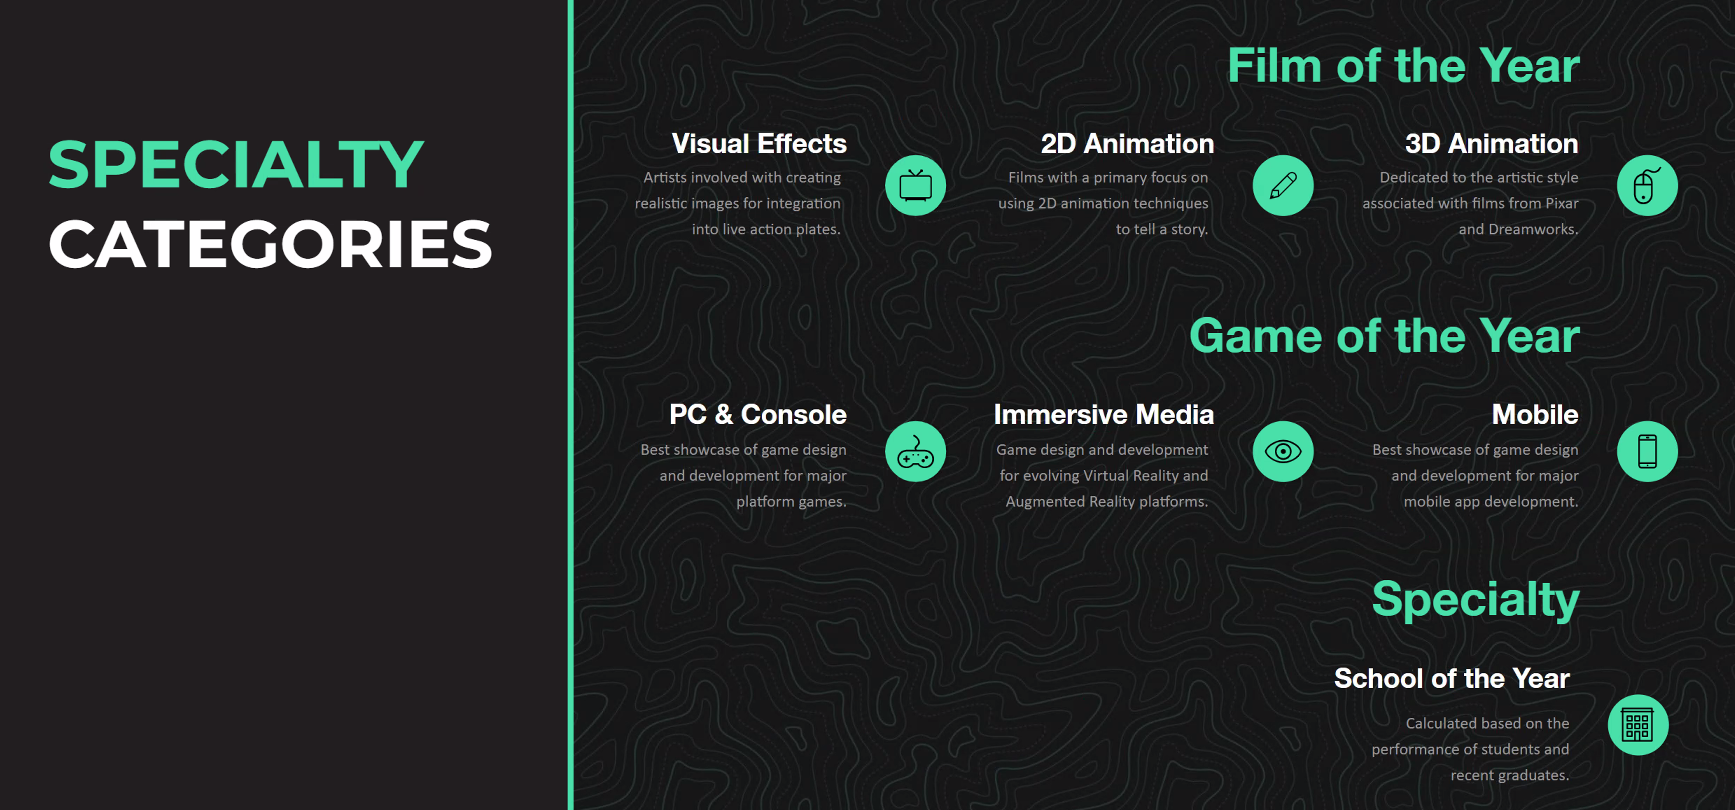 SPECIALTY
CATEGORIES
Film of the Year
Visual Effects
Artists involved with creating
realistic images for integration
into live action plates.
2D Animation
Films with a primary focus on
using 2D animation techniques
to tell a story.
3D Animation
Dedicated to the artistic style
associated with films from Pixar
and Dreamworks.
Game of the Year
PC & Console
Best showcase of game design
and development for major
platform games.
Immersive Media
Game design and development
for evolving Virtual Reality and
Augmented Reality platforms.
Mobile
Best showcase of game design
and development for major
mobile app development.
Specialty
School of the Year
Calculated based on the
performance of students and
recent graduates.